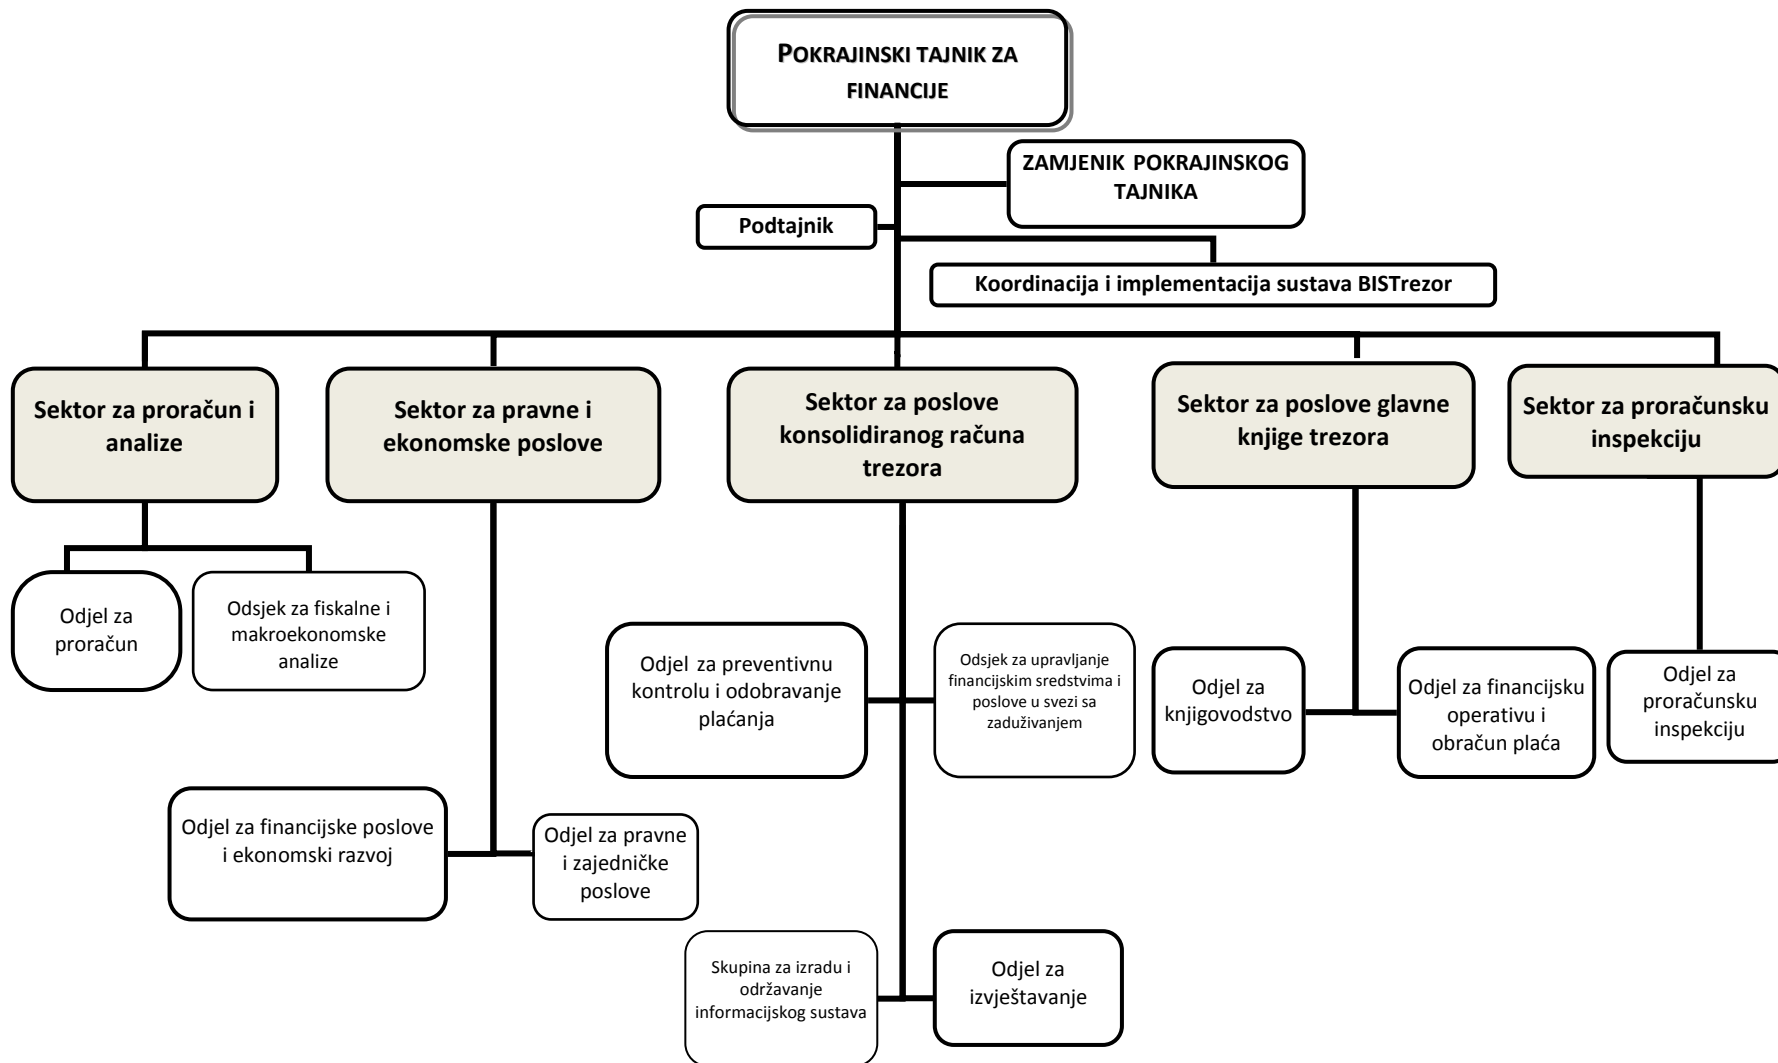 POKRAJINSKI TAJNIK ZA
FINANCIJE
ZAMJENIK POKRAJINSKOG
TAJNIKA
Podtajnik
Koordinacija i implementacija sustava BISTrezor
Sektor za proračun i
analize
Sektor za pravne i
ekonomske poslove
Sektor za poslove
konsolidiranog računa
trezora
Sektor za poslove glavne
knjige trezora
Sektor za proračunsku
inspekciju
Odjel za
proračun
Odsjek za fiskalne i
makroekonomske
analize
Odjel za preventivnu
kontrolu i odobravanje
plaćanja
Odsjek za upravljanje
financijskim sredstvima i
poslove u svezi sa
zaduživanjem
Odjel za
knjigovodstvo
Odjel za financijsku
operativu i
obračun plaća
Odjel za
proračunsku
inspekciju
Odjel za financijske poslove
i ekonomski razvoj
Odjel za pravne
i zajedničke
poslove
Skupina za izradu i
održavanje
informacijskog sustava
Odjel za
izvještavanje